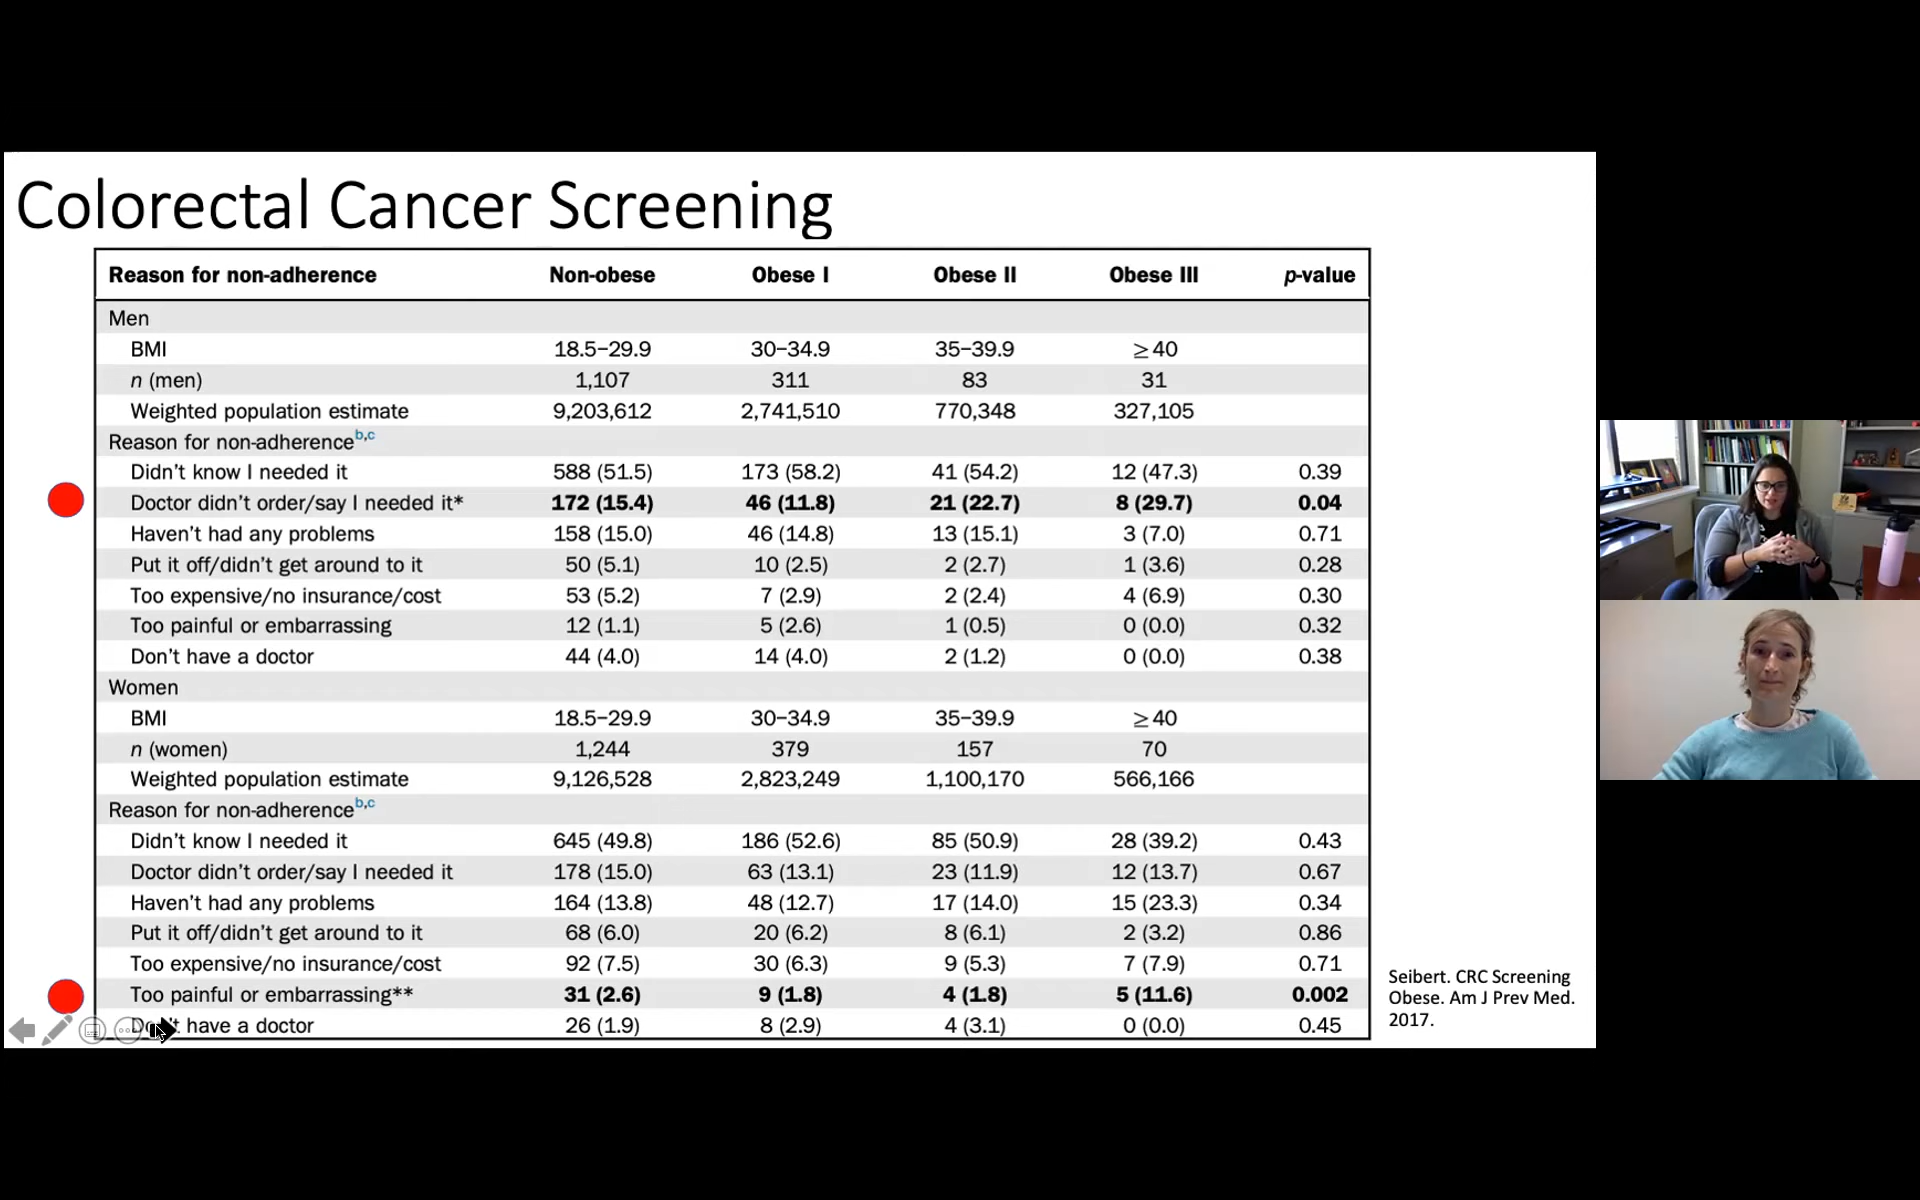 Colorectal Cancer Screening
Reason for non-adherence Non-obese Obese I Obese II Obese III p-value
Men
BMI 18.5–29.9 30–34.9 35–39.9 ≥40
n (men) 1,107 311 83 31
Weighted population estimate 9,203,612 2,741,510 770,348 327,105
Reason for non-adherence b,c
Didn't know I needed it 588 (51.5) 173 (58.2) 41 (54.2) 12 (47.3) 0.39
Doctor didn't order/say I needed it* 172 (15.4) 46 (11.8) 21 (22.7) 8 (29.7) 0.04
Haven't had any problems 158 (15.0) 46 (14.8) 13 (15.1) 3 (7.0) 0.71
Put it off/didn't get around to it 50 (5.1) 10 (2.5) 2 (2.7) 1 (3.6) 0.28
Too expensive/no insurance/cost 53 (5.2) 7 (2.9) 2 (2.4) 4 (6.9) 0.30
Too painful or embarrassing 12 (1.1) 5 (2.6) 1 (0.5) 0 (0.0) 0.32
Don't have a doctor 44 (4.0) 14 (4.0) 2 (1.2) 0 (0.0) 0.38
Women
BMI 18.5–29.9 30–34.9 35–39.9 ≥40
n (women) 1,244 379 157 70
Weighted population estimate 9,126,528 2,823,249 1,100,170 566,166
Reason for non-adherence b,c
Didn't know I needed it 645 (49.8) 186 (52.6) 85 (50.9) 28 (39.2) 0.43
Doctor didn't order/say I needed it 178 (15.0) 63 (13.1) 23 (11.9) 12 (13.7) 0.67
Haven't had any problems 164 (13.8) 48 (12.7) 17 (14.0) 15 (23.3) 0.34
Put it off/didn't get around to it 68 (6.0) 20 (6.2) 8 (6.1) 2 (3.2) 0.86
Too expensive/no insurance/cost 92 (7.5) 30 (6.3) 9 (5.3) 7 (7.9) 0.71
Too painful or embarrassing** 31 (2.6) 9 (1.8) 4 (1.8) 5 (11.6) 0.002
Don't have a doctor 26 (1.9) 8 (2.9) 4 (3.1) 0 (0.0) 0.45
Seibert. CRC Screening
Obese. Am J Prev Med.
2017.